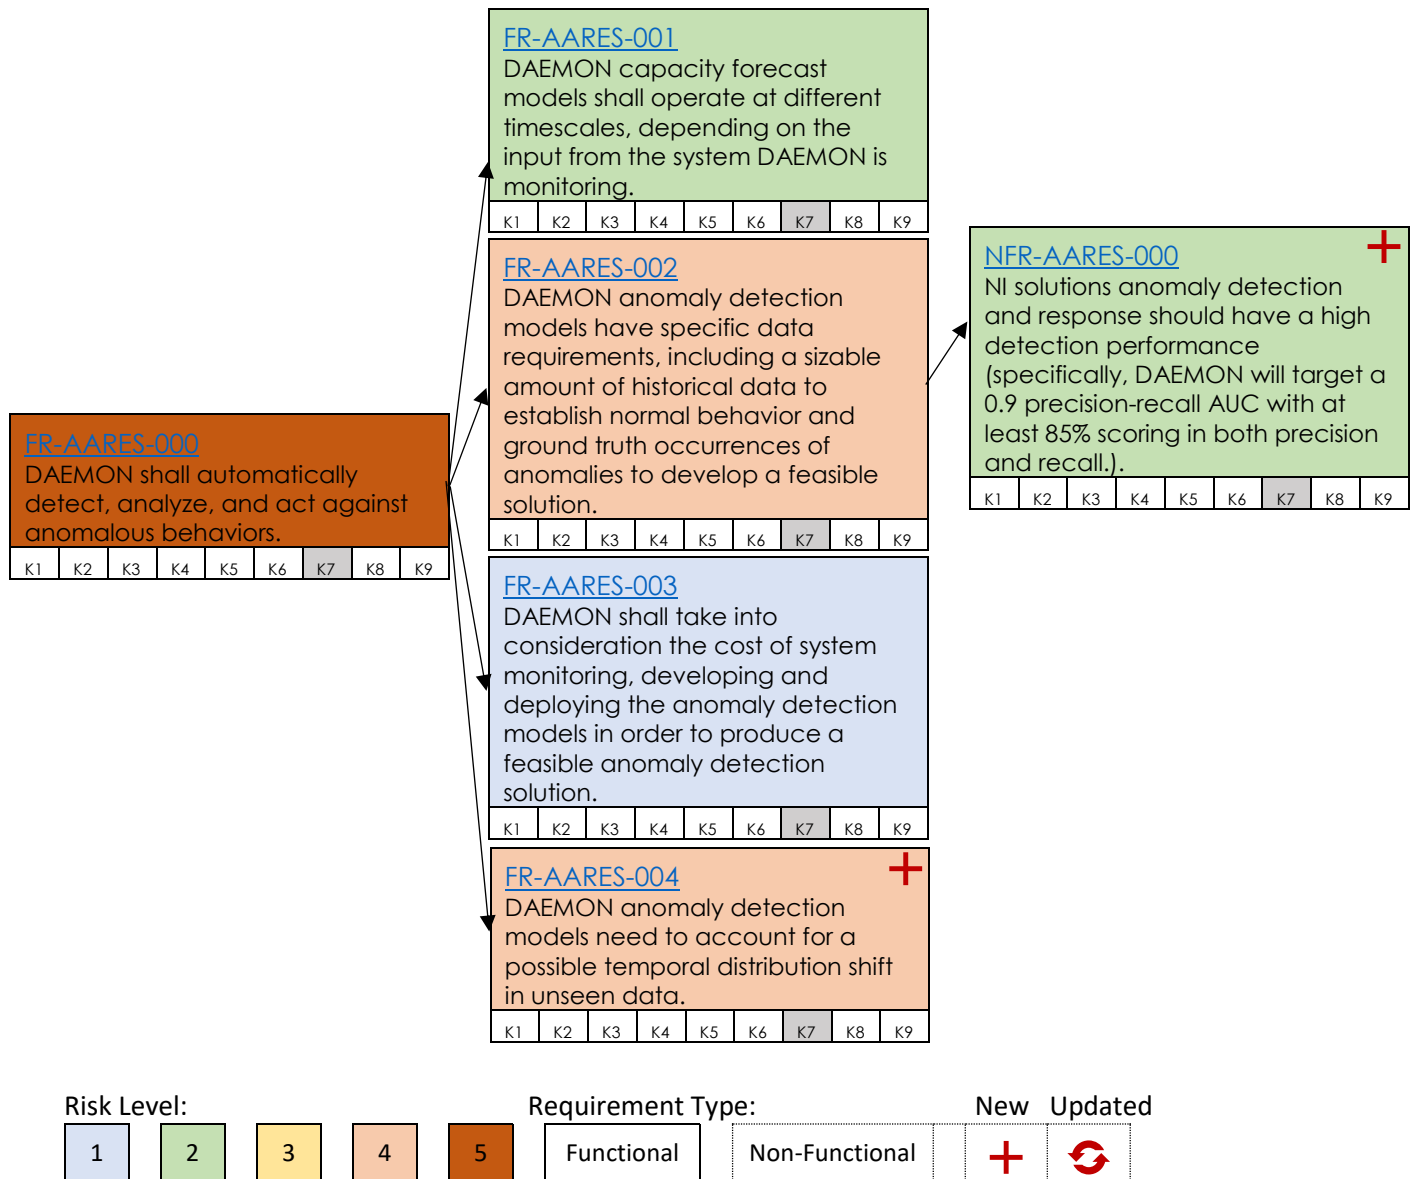 FR-AARES-001
DAEMON capacity forecast
models shall operate at different
timescales, depending on the
input from the system DAEMON is
monitoring.
K1 K2 K3 K4 K5 K6 K7 K8 K9
FR-AARES-002
DAEMON anomaly detection
models have specific data
requirements, including a sizable
amount of historical data to
establish normal behavior and
ground truth occurrences of
anomalies to develop a feasible
solution.
K1 K2 K3 K4 K5 K6 K7 K8 K9
NFR-AARES-000
NI solutions anomaly detection
and response should have a high
detection performance
(specifically, DAEMON will target a
0.9 precision-recall AUC with at
least 85% scoring in both precision
and recall.).
K1 K2 K3 K4 K5 K6 K7 K8 K9
FR-AARES-000
DAEMON shall automatically
detect, analyze, and act against
anomalous behaviors.
K1 K2 K3 K4 K5 K6 K7 K8 K9
FR-AARES-003
DAEMON shall take into
consideration the cost of system
monitoring, developing and
deploying the anomaly detection
models in order to produce a
feasible anomaly detection
solution.
K1 K2 K3 K4 K5 K6 K7 K8 K9
FR-AARES-004
DAEMON anomaly detection
models need to account for a
possible temporal distribution shift
in unseen data.
K1 K2 K3 K4 K5 K6 K7 K8 K9
Risk Level: Requirement Type: New Updated
1 2 3 4 5 Functional Non-Functional